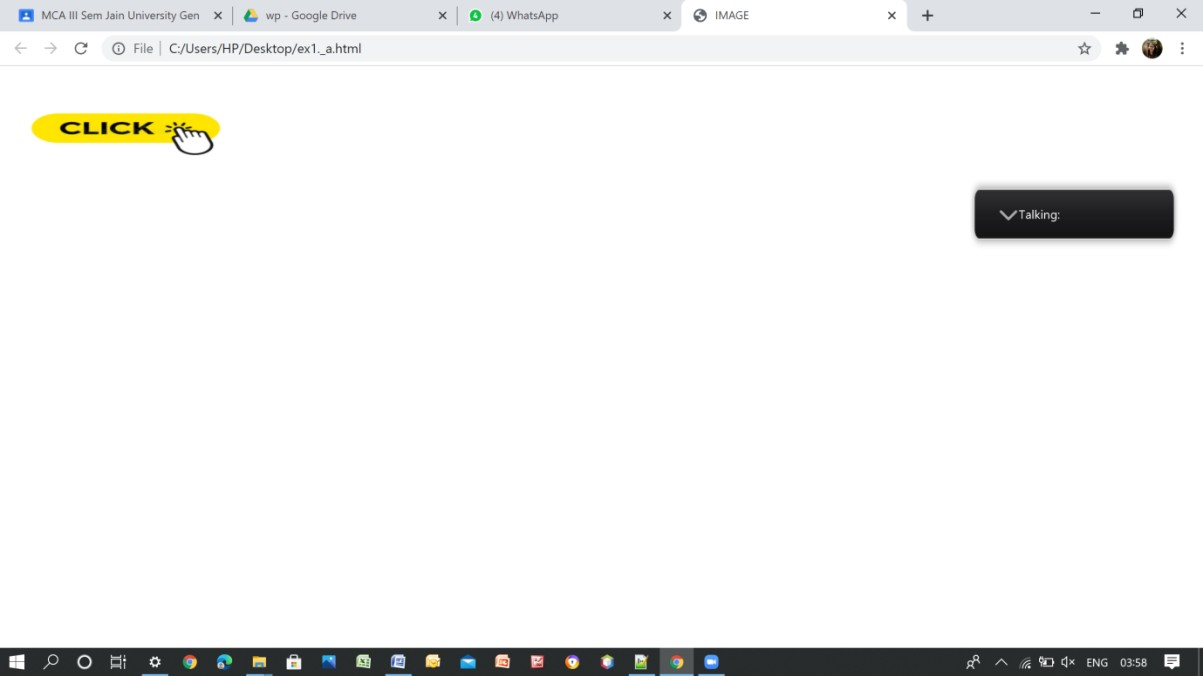 MCA III Sem Jain University Gen
wp - Google Drive
(4) WhatsApp
IMAGE
File
C:/Users/HP/Desktop/ex1._a.html
CLICK
Talking:
ENG
03:58